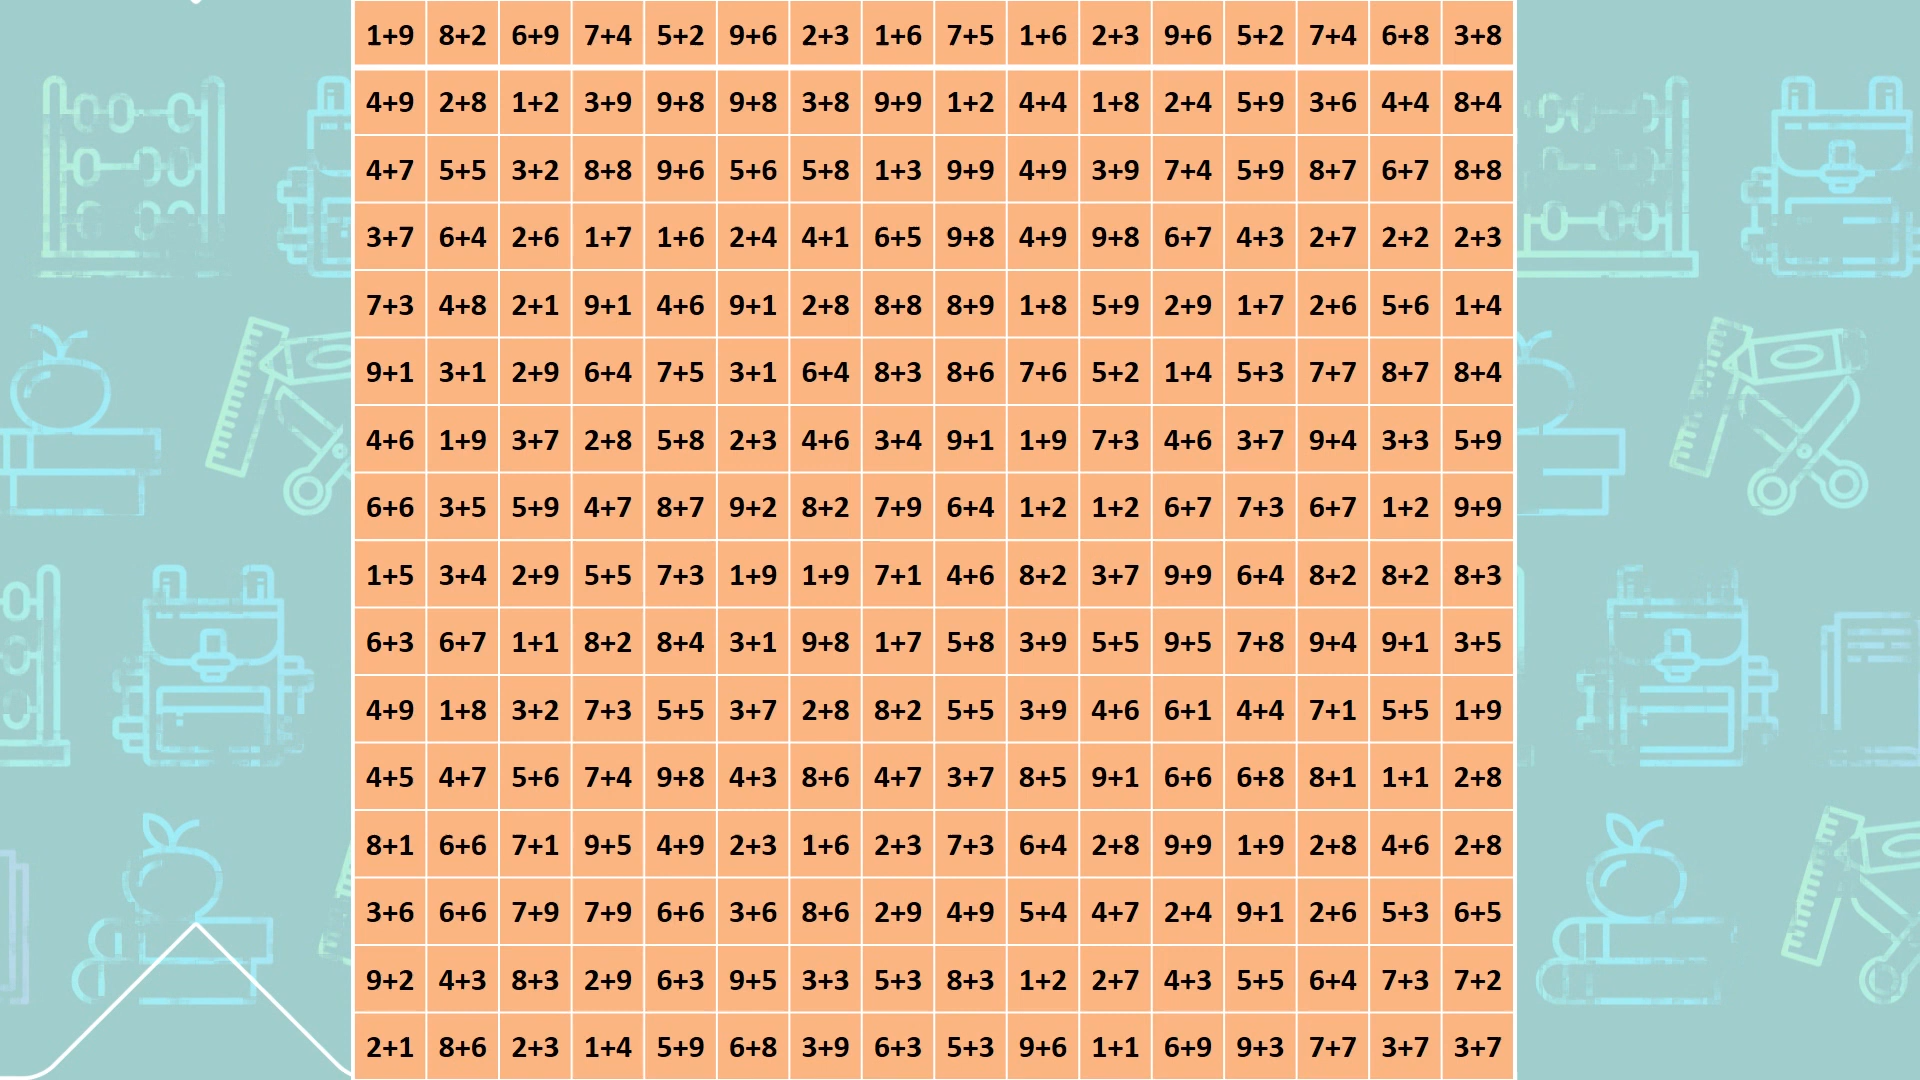 1+9 8+2 6+9 7+4 5+2 9+6 2+3 1+6 7+5 1+6 2+3 9+6 5+2 7+4 6+8 3+8
4+9 2+8 1+2 3+9 9+8 9+8 3+8 9+9 1+2 4+4 1+8 2+4 5+9 3+6 4+4 8+4
4+7 5+5 3+2 8+8 9+6 5+6 5+8 1+3 9+9 4+9 3+9 7+4 5+9 8+7 6+7 8+8
3+7 6+4 2+6 1+7 1+6 2+4 4+1 6+5 9+8 4+9 9+8 6+7 4+3 2+7 2+2 2+3
7+3 4+8 2+1 9+1 4+6 9+1 2+8 8+8 8+9 1+8 5+9 2+9 1+7 2+6 5+6 1+4
9+1 3+1 2+9 6+4 7+5 3+1 6+4 8+3 8+6 7+6 5+2 1+4 5+3 7+7 8+7 8+4
4+6 1+9 3+7 2+8 5+8 2+3 4+6 3+4 9+1 1+9 7+3 4+6 3+7 9+4 3+3 5+9
6+6 3+5 5+9 4+7 8+7 9+2 8+2 7+9 6+4 1+2 1+2 6+7 7+3 6+7 1+2 9+9
1+5 3+4 2+9 5+5 7+3 1+9 1+9 7+1 4+6 8+2 3+7 9+9 6+4 8+2 8+2 8+3
6+3 6+7 1+1 8+2 8+4 3+1 9+8 1+7 5+8 3+9 5+5 9+5 7+8 9+4 9+1 3+5
4+9 1+8 3+2 7+3 5+5 3+7 2+8 8+2 5+5 3+9 4+6 6+1 4+4 7+1 5+5 1+9
4+5 4+7 5+6 7+4 9+8 4+3 8+6 4+7 3+7 8+5 9+1 6+6 6+8 8+1 1+1 2+8
8+1 6+6 7+1 9+5 4+9 2+3 1+6 2+3 7+3 6+4 2+8 9+9 1+9 2+8 4+6 2+8
3+6 6+6 7+9 7+9 6+6 3+6 8+6 2+9 4+9 5+4 4+7 2+4 9+1 2+6 5+3 6+5
9+2 4+3 8+3 2+9 6+3 9+5 3+3 5+3 8+3 1+2 2+7 4+3 5+5 6+4 7+3 7+2
2+1 8+6 2+3 1+4 5+9 6+8 3+9 6+3 5+3 9+6 1+1 6+9 9+3 7+7 3+7 3+7